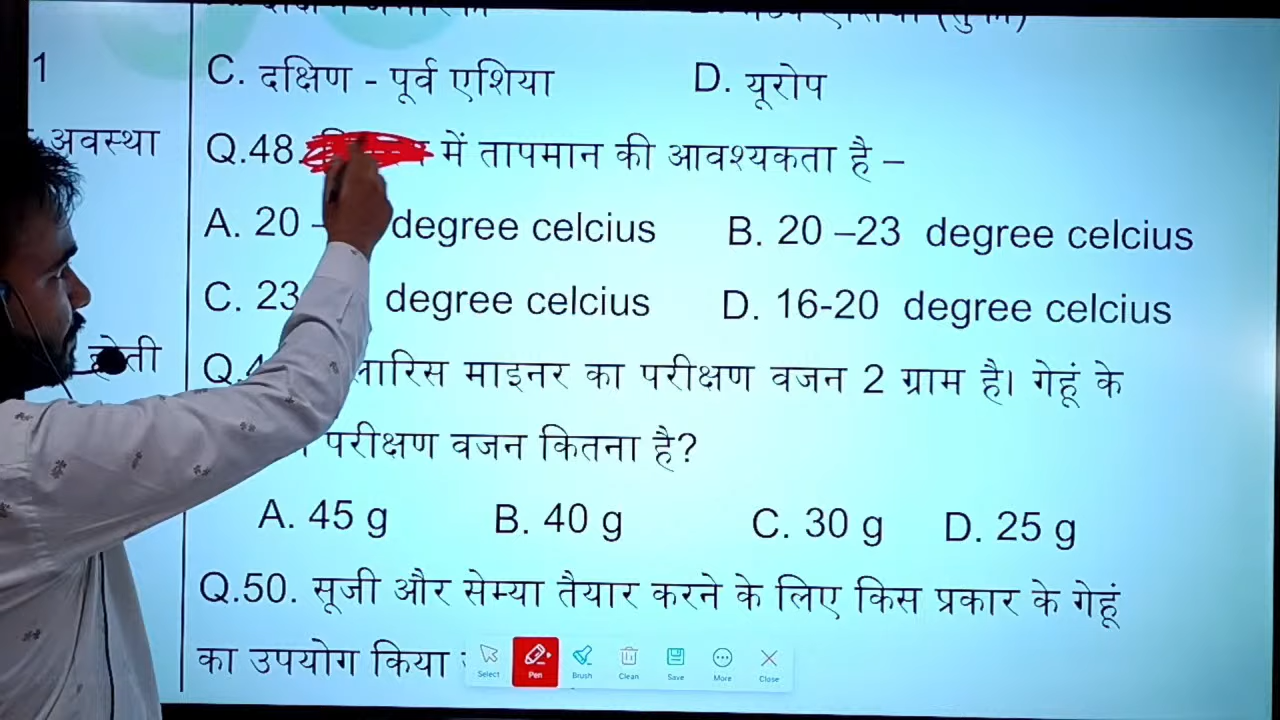 1
अवस्था
होती
C. दक्षिण - पूर्व एशिया D. यूरोप
Q.48. में तापमान की आवश्यकता है –
A. 20 - degree celcius B. 20 –23 degree celcius
C. 23 degree celcius D. 16-20 degree celcius
माइनर का परीक्षण वजन 2 ग्राम है। गेहूं के
परीक्षण वजन कितना है?
A. 45 g B. 40 g C. 30 g D. 25 g
Q.50. सूजी और सेम्या तैयार करने के लिए किस प्रकार के गेहूं
का उपयोग किया
Select Pen Brush Clean Save More Close